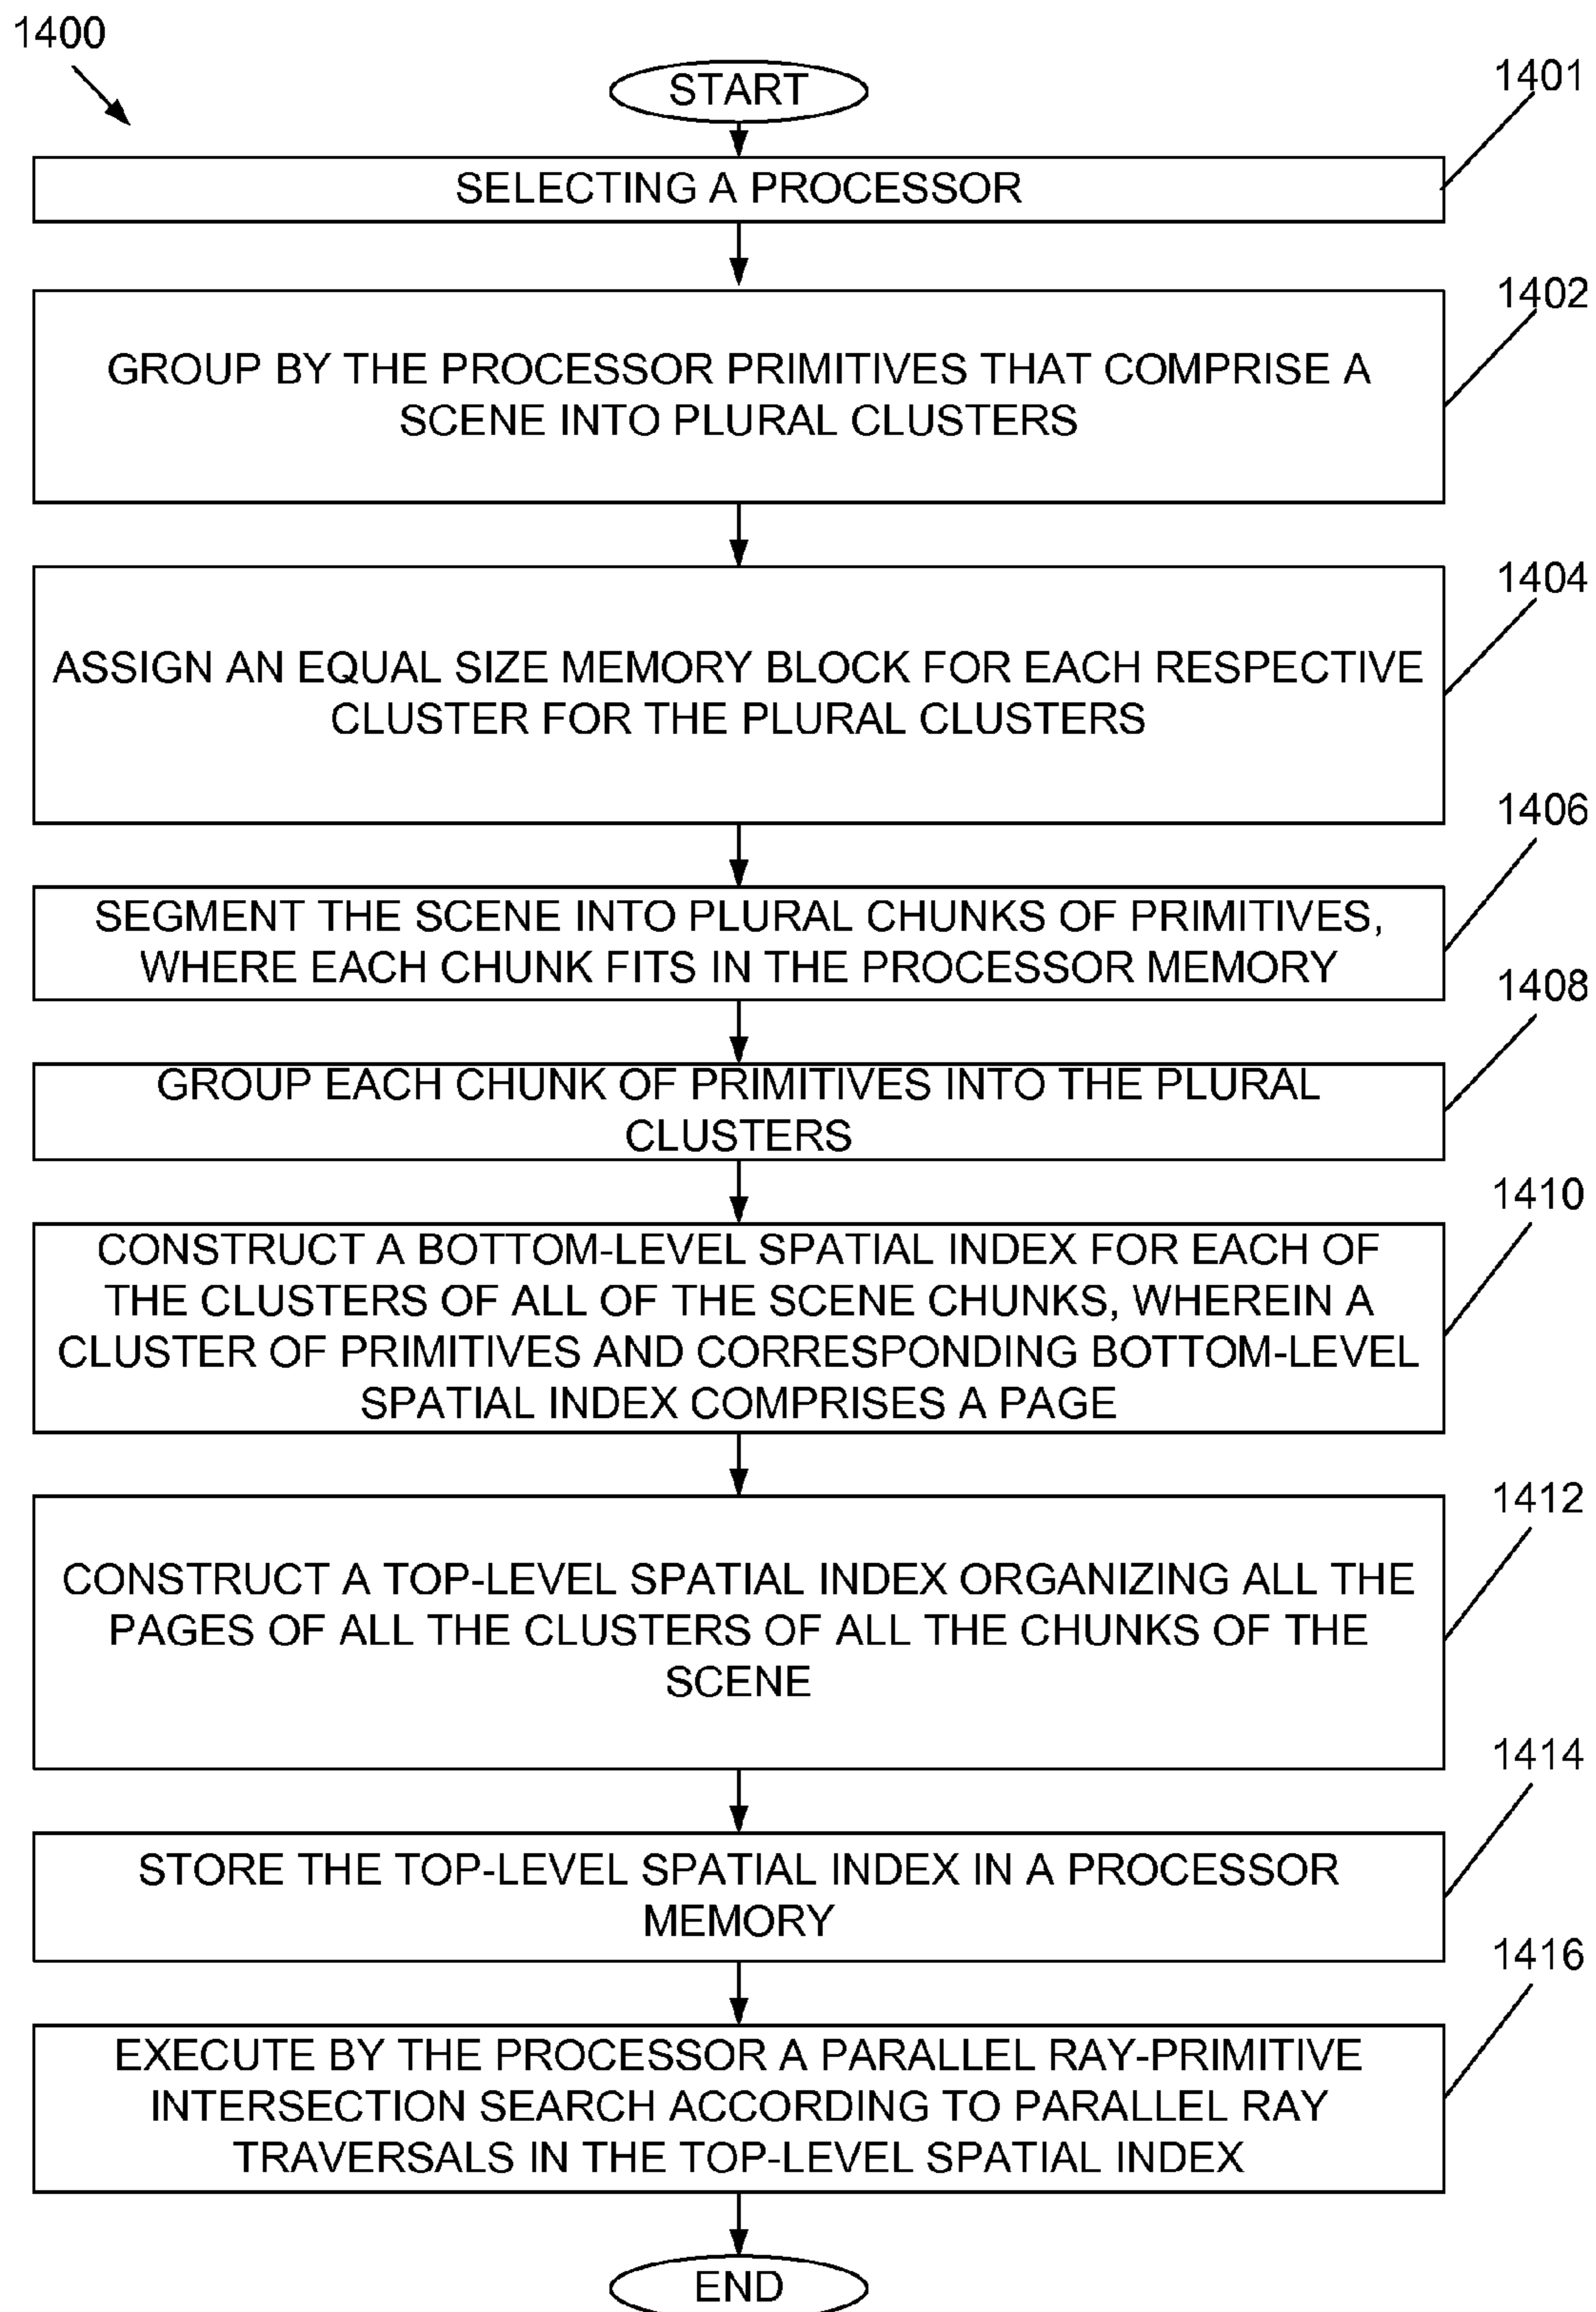 1400
START
1401
SELECTING A PROCESSOR
1402
GROUP BY THE PROCESSOR PRIMITIVES THAT COMPRISE A
SCENE INTO PLURAL CLUSTERS
1404
ASSIGN AN EQUAL SIZE MEMORY BLOCK FOR EACH RESPECTIVE
CLUSTER FOR THE PLURAL CLUSTERS
1406
SEGMENT THE SCENE INTO PLURAL CHUNKS OF PRIMITIVES,
WHERE EACH CHUNK FITS IN THE PROCESSOR MEMORY
1408
GROUP EACH CHUNK OF PRIMITIVES INTO THE PLURAL
CLUSTERS
1410
CONSTRUCT A BOTTOM-LEVEL SPATIAL INDEX FOR EACH OF
THE CLUSTERS OF ALL OF THE SCENE CHUNKS, WHEREIN A
CLUSTER OF PRIMITIVES AND CORRESPONDING BOTTOM-LEVEL
SPATIAL INDEX COMPRISES A PAGE
1412
CONSTRUCT A TOP-LEVEL SPATIAL INDEX ORGANIZING ALL THE
PAGES OF ALL THE CLUSTERS OF ALL THE CHUNKS OF THE
SCENE
1414
STORE THE TOP-LEVEL SPATIAL INDEX IN A PROCESSOR
MEMORY
1416
EXECUTE BY THE PROCESSOR A PARALLEL RAY-PRIMITIVE
INTERSECTION SEARCH ACCORDING TO PARALLEL RAY
TRAVERSALS IN THE TOP-LEVEL SPATIAL INDEX
END